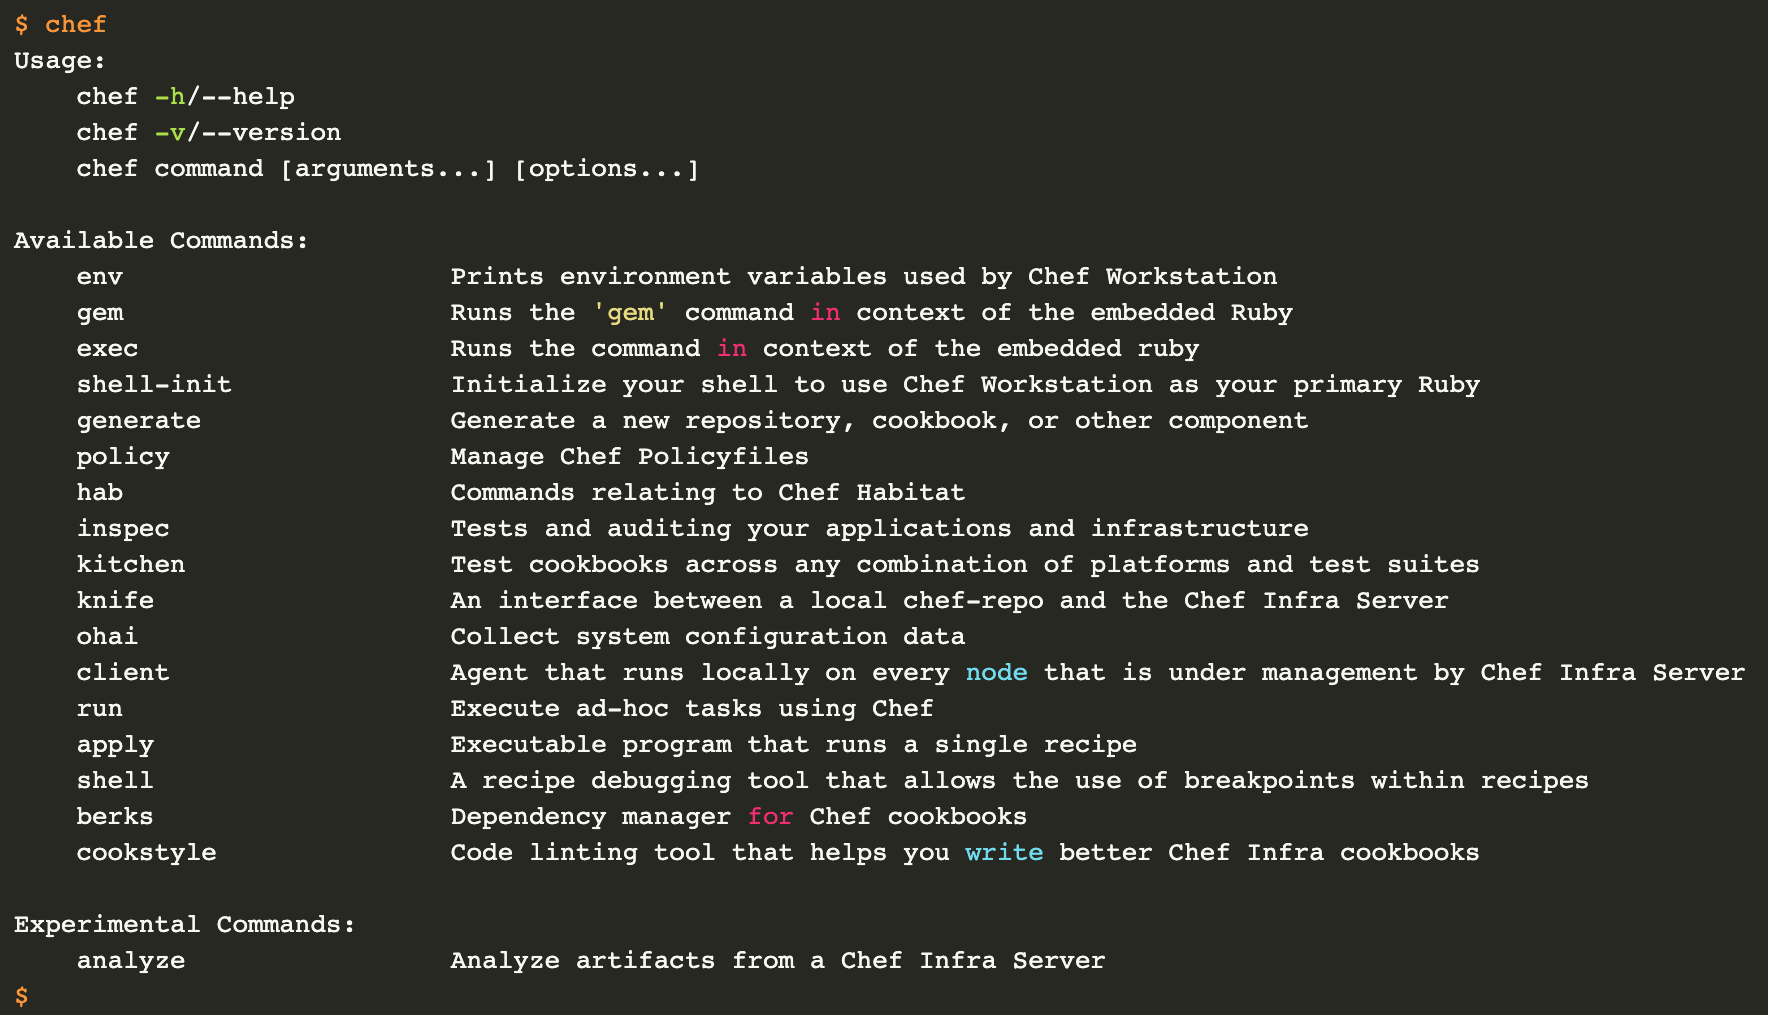 $ chef
Usage:
    chef -h/--help
    chef -v/--version
    chef command [arguments...] [options...]

Available Commands:
    env                     Prints environment variables used by Chef Workstation
    gem                     Runs the 'gem' command in context of the embedded Ruby
    exec                    Runs the command in context of the embedded ruby
    shell-init              Initialize your shell to use Chef Workstation as your primary Ruby
    generate                Generate a new repository, cookbook, or other component
    policy                  Manage Chef Policyfiles
    hab                     Commands relating to Chef Habitat
    inspec                  Tests and auditing your applications and infrastructure
    kitchen                 Test cookbooks across any combination of platforms and test suites
    knife                   An interface between a local chef-repo and the Chef Infra Server
    ohai                    Collect system configuration data
    client                  Agent that runs locally on every node that is under management by Chef Infra Server
    run                     Execute ad-hoc tasks using Chef
    apply                   Executable program that runs a single recipe
    shell                   A recipe debugging tool that allows the use of breakpoints within recipes
    berks                   Dependency manager for Chef cookbooks
    cookstyle               Code linting tool that helps you write better Chef Infra cookbooks

Experimental Commands:
    analyze                 Analyze artifacts from a Chef Infra Server
$